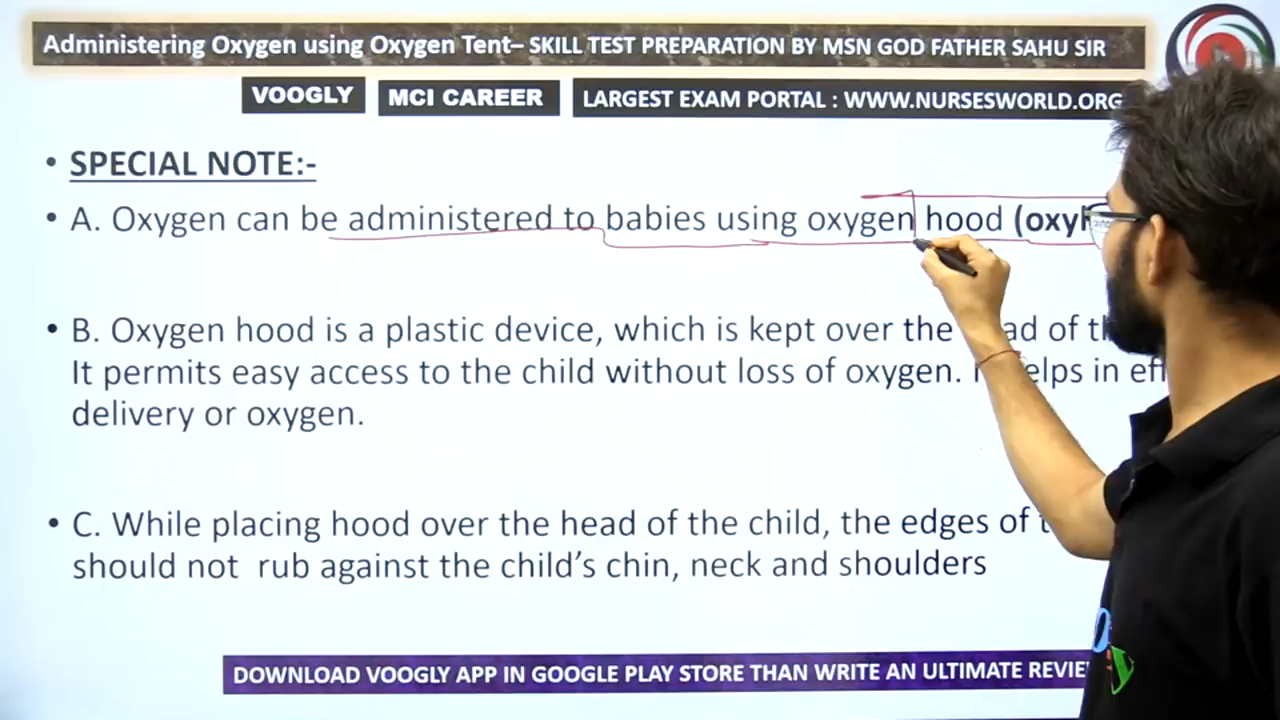 Administering Oxygen using Oxygen Tent– SKILL TEST PREPARATION BY MSN GOD FATHER SAHU SIR
VOOGLY MCI CAREER LARGEST EXAM PORTAL : WWW.NURSESWORLD.ORG
• SPECIAL NOTE:-
• A. Oxygen can be administered to babies using oxygen hood
• B. Oxygen hood is a plastic device, which is kept over the of
It permits easy access to the child without loss of oxygen. in
delivery or oxygen.
• C. While placing hood over the head of the child, the edges of
should not rub against the child’s chin, neck and shoulders
DOWNLOAD VOOGLY APP IN GOOGLE PLAY STORE THAN WRITE AN ULTIMATE